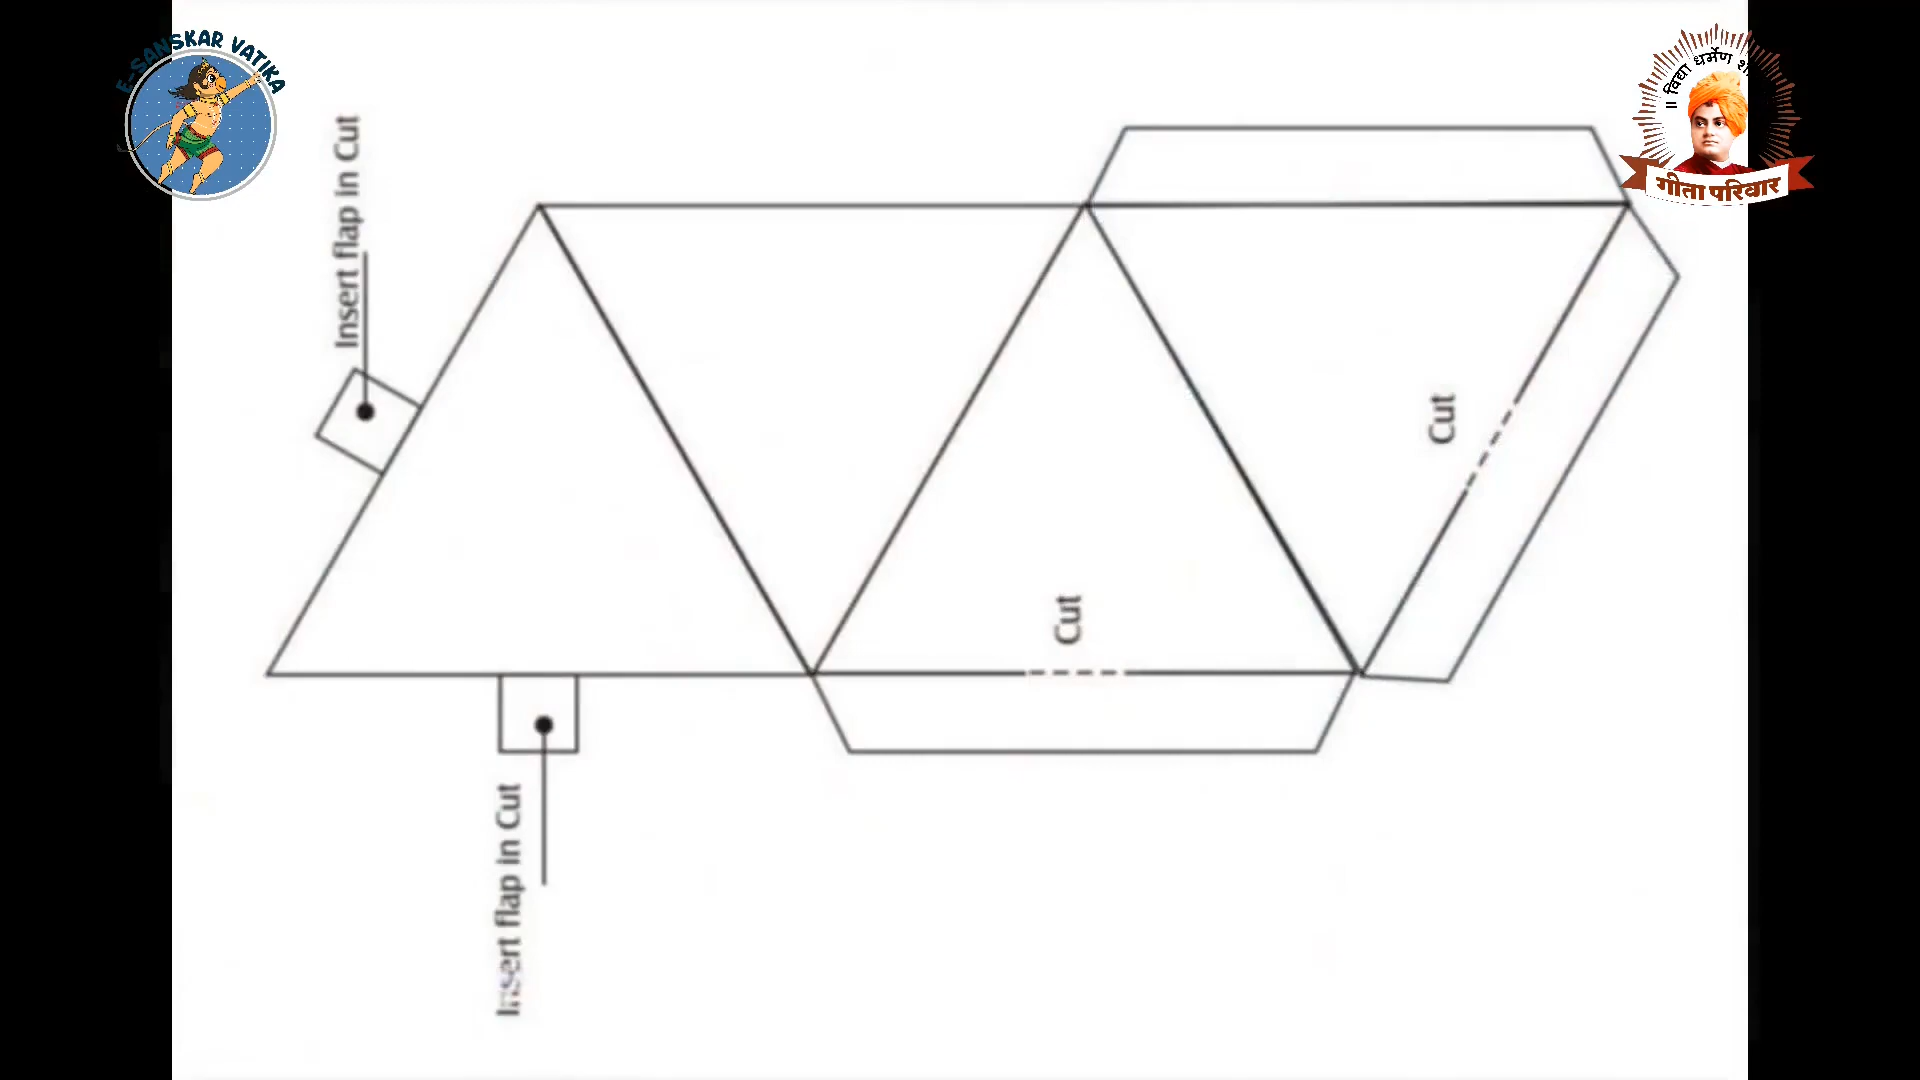 E-SANSKAR VATIKA
॥ विद्या धर्मेण
गीता परिवार
Insert flap in Cut
Cut
Cut
Insert flap in Cut